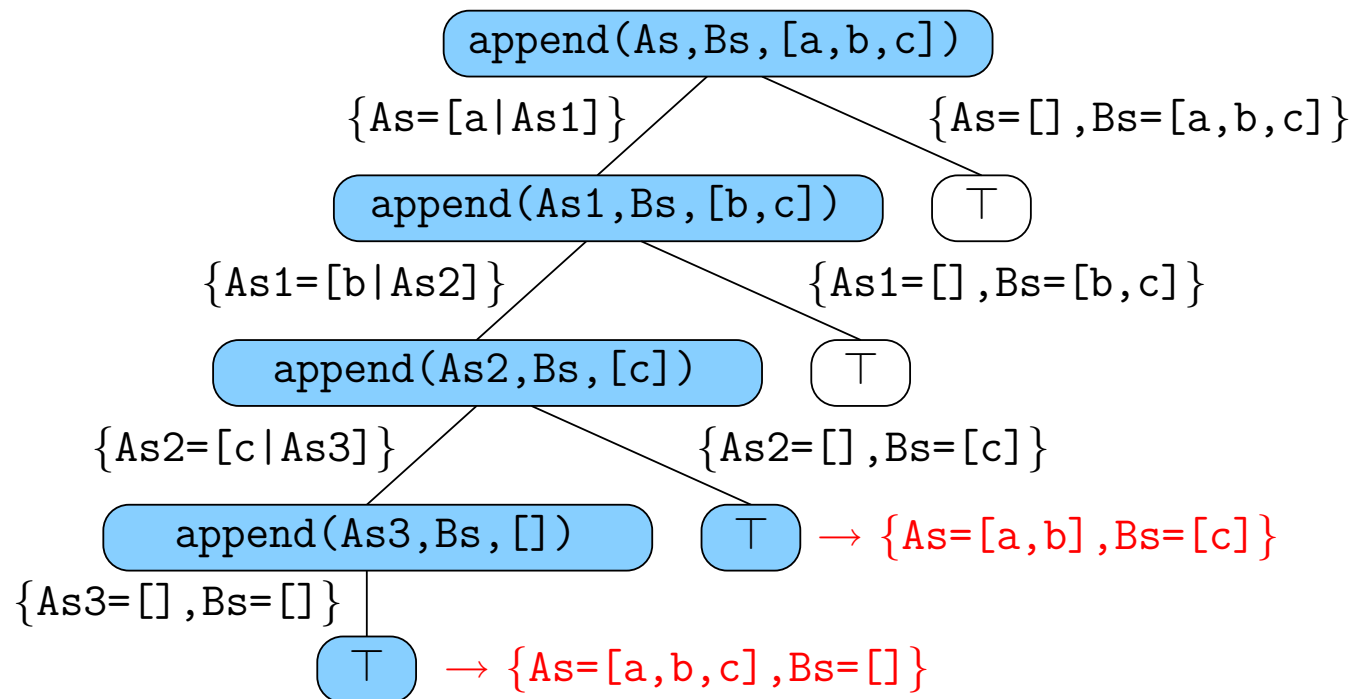 append(As,Bs,[a,b,c])
{As=[a|As1]} {As=[],Bs=[a,b,c]}
append(As1,Bs,[b,c]) ⊤
{As1=[b|As2]} {As1=[],Bs=[b,c]}
append(As2,Bs,[c]) ⊤
{As2=[c|As3]} {As2=[],Bs=[c]}
append(As3,Bs,[]) ⊤ → {As=[a,b],Bs=[c]}
{As3=[],Bs=[]}
⊤ → {As=[a,b,c],Bs=[]}